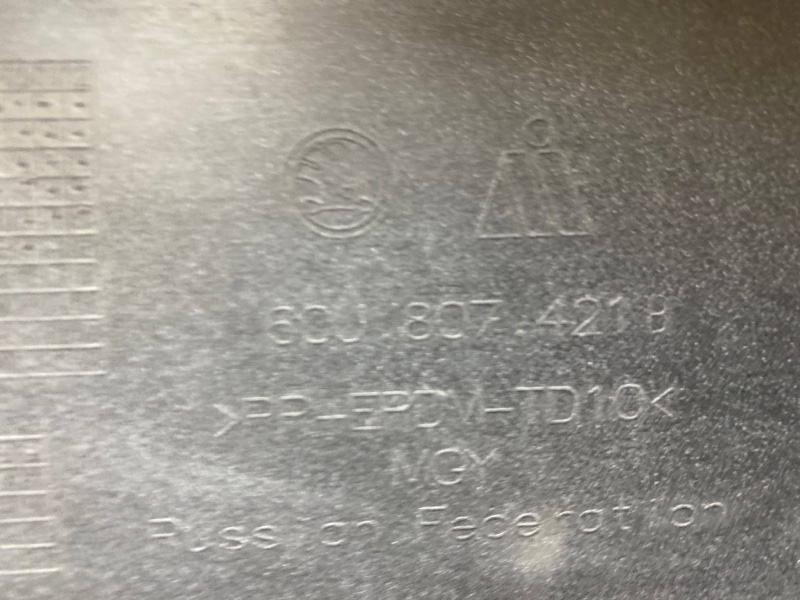 60U.807.421 B
>PP+EPDM-TD10<
MGY
Russian Federation